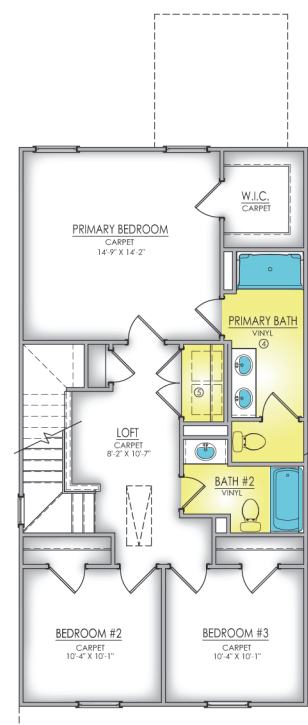 W.I.C.
CARPET
PRIMARY BEDROOM
CARPET
14'-9" X 14'-2"
PRIMARY BATH
VINYL
4
5
LOFT
CARPET
8'-2" X 10'-7"
BATH #2
VINYL
BEDROOM #2
CARPET
10'-4" X 10'-1"
BEDROOM #3
CARPET
10'-4" X 10'-1"